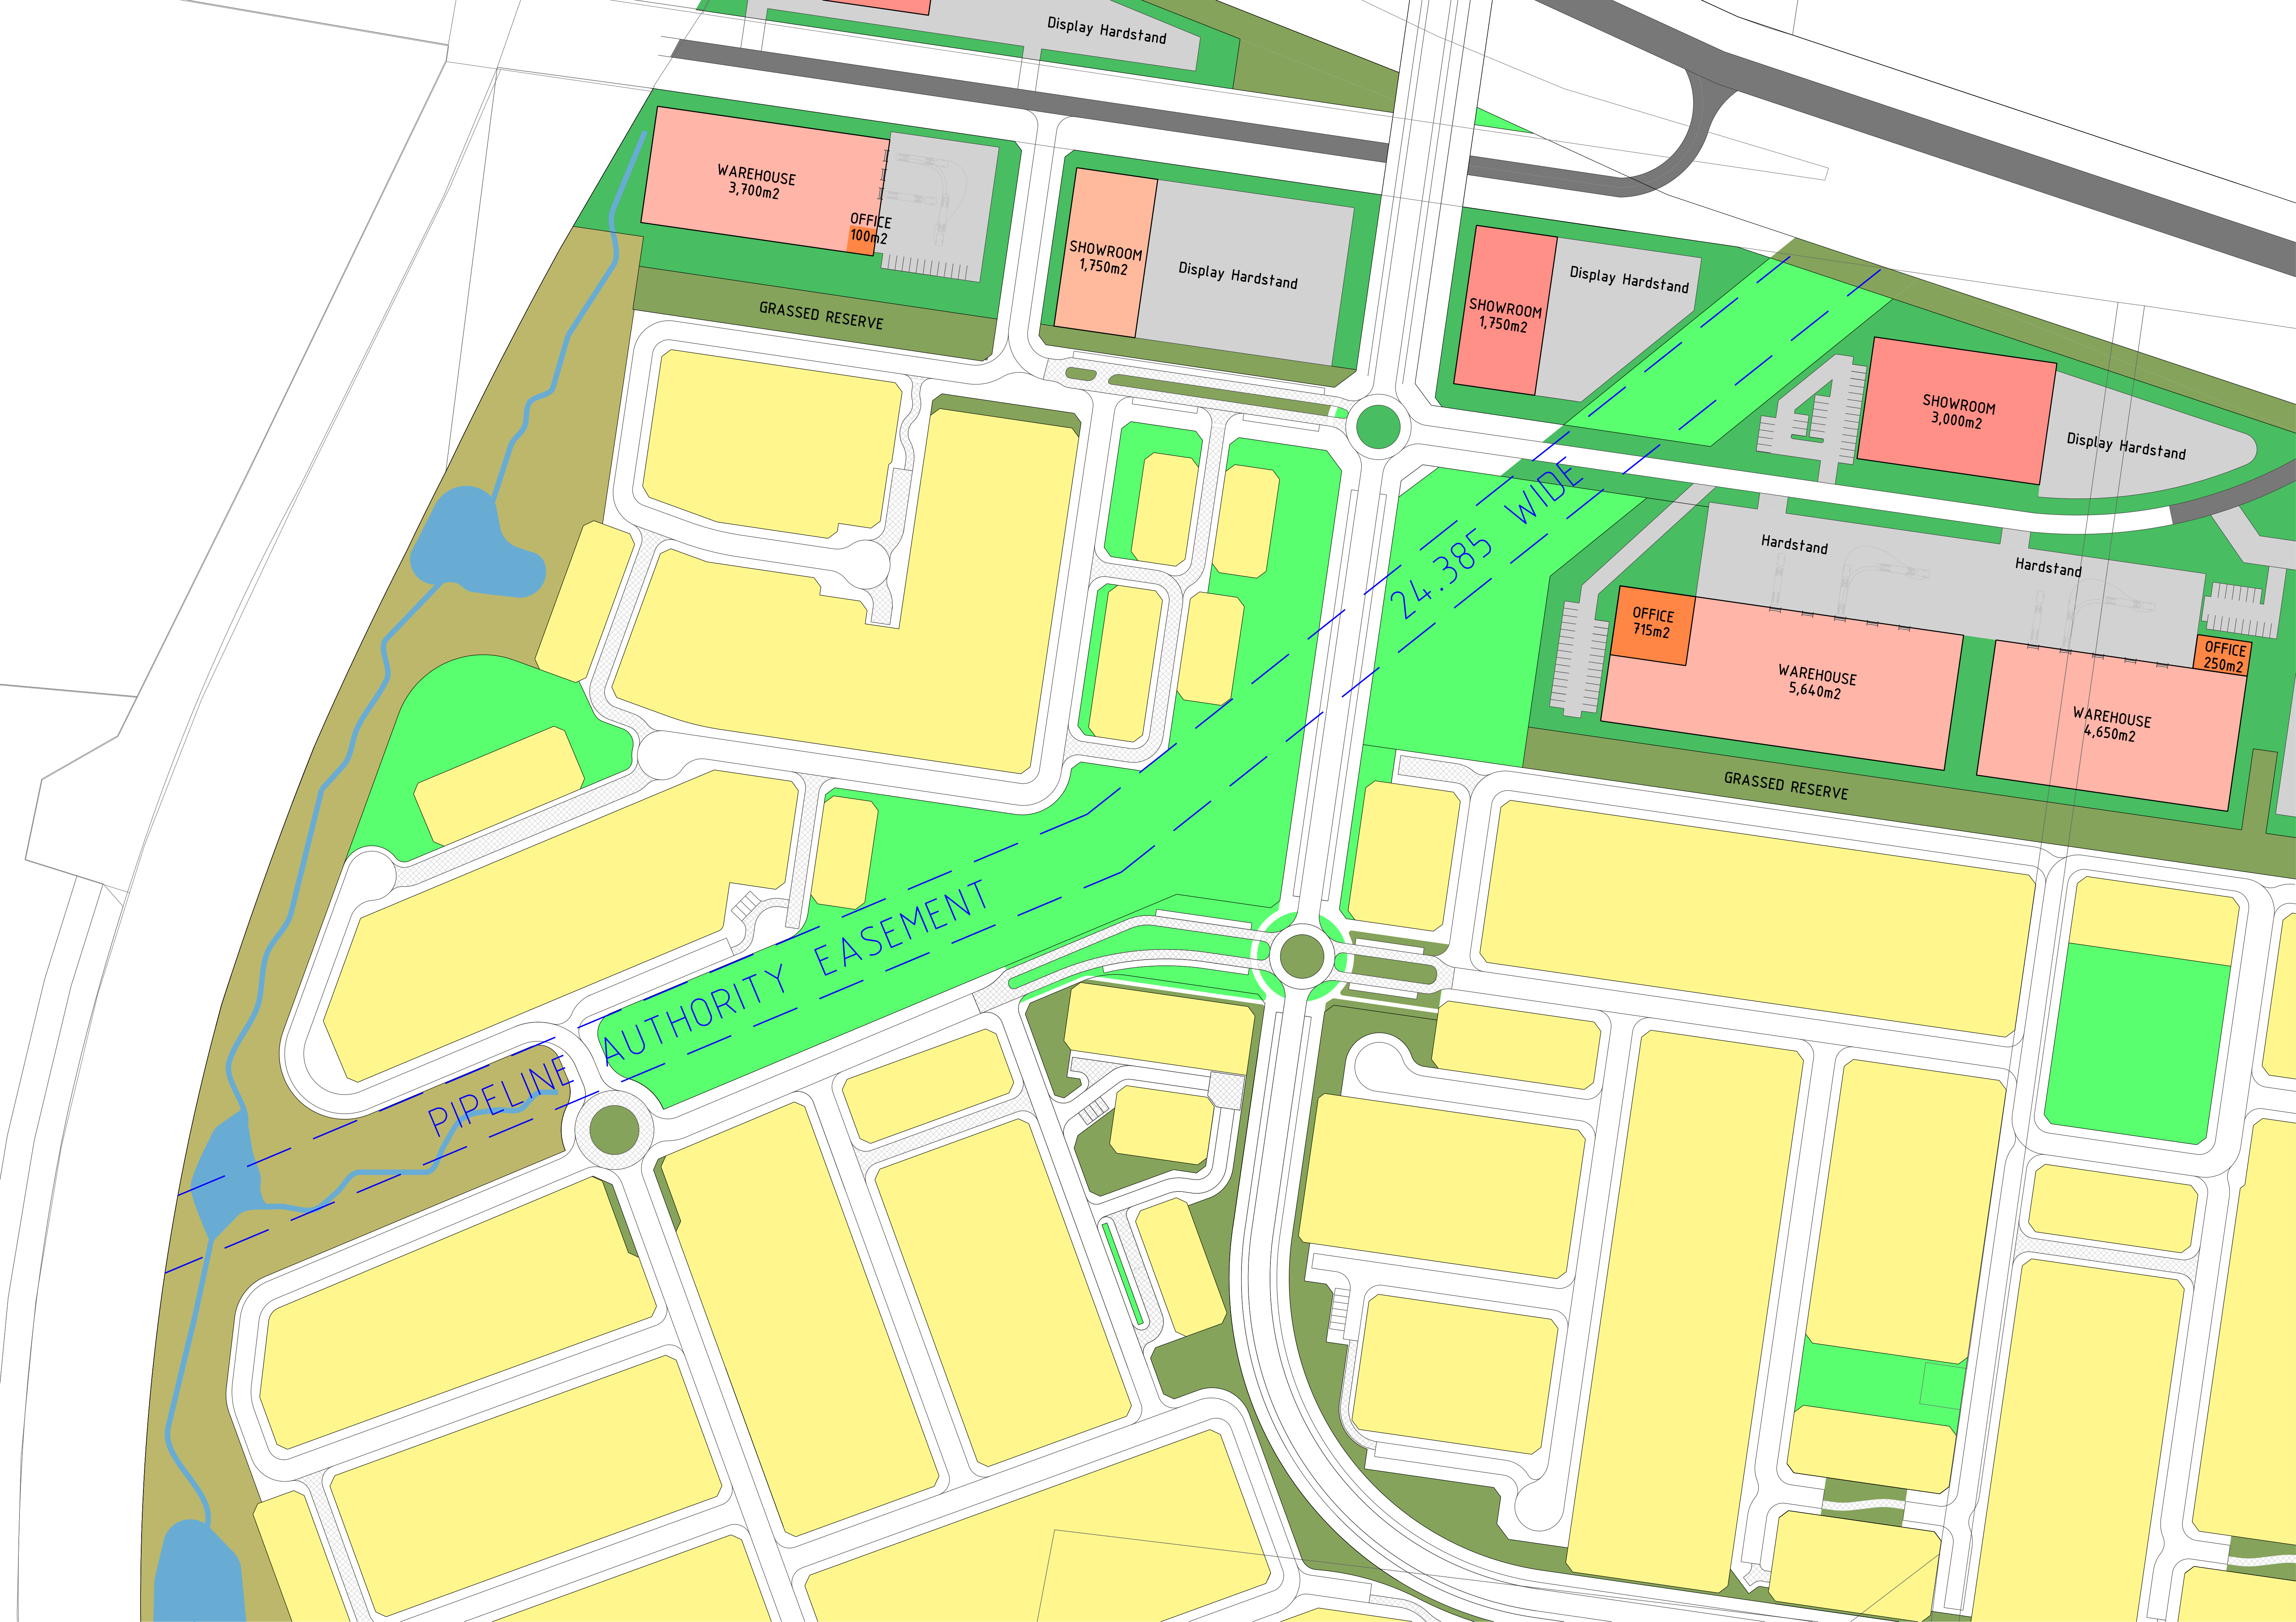 Display Hardstand
WAREHOUSE
3,700m2
OFFICE
100m2
GRASSED RESERVE
SHOWROOM
1,750m2
Display Hardstand
SHOWROOM
1,750m2
Display Hardstand
SHOWROOM
3,000m2
Display Hardstand
Hardstand
Hardstand
OFFICE
715m2
WAREHOUSE
5,640m2
OFFICE
250m2
WAREHOUSE
4,650m2
GRASSED RESERVE
PIPELINE AUTHORITY EASEMENT 24.385 WIDE